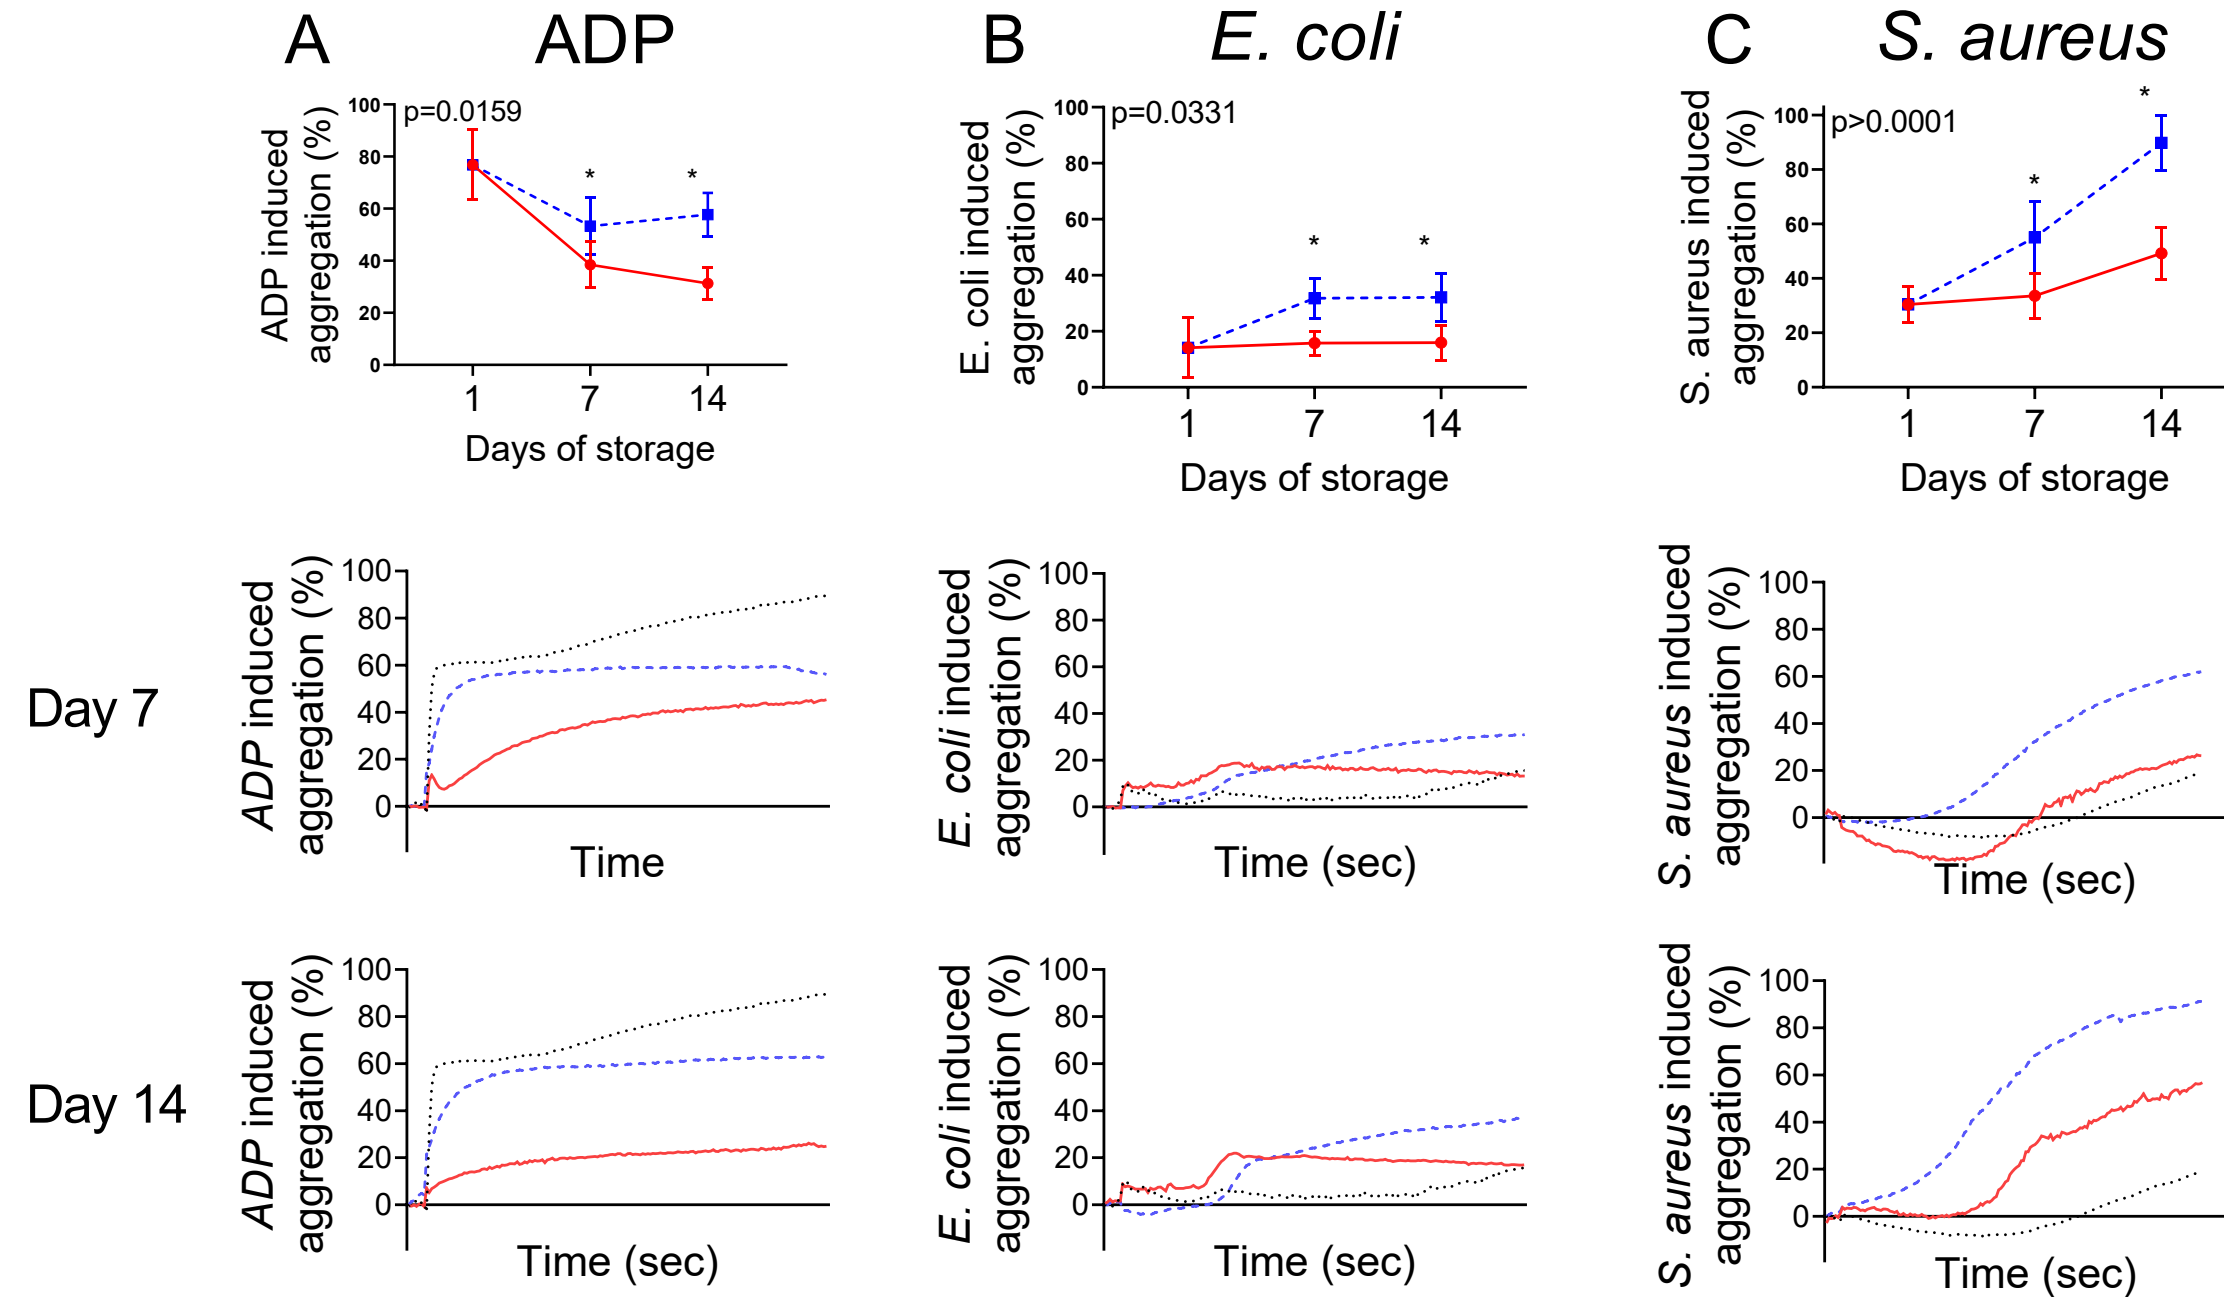 A ADP
B E. coli
C S. aureus
ADP induced
aggregation (%)
100
80
60
40
20
0
p=0.0159
* *
1 7 14
Days of storage
E. coli induced
aggregation (%)
100
80
60
40
20
0
p=0.0331
* *
1 7 14
Days of storage
S. aureus induced
aggregation (%)
100
80
60
40
20
0
p>0.0001
*
*
1 7 14
Days of storage
Day 7
ADP induced
aggregation (%)
100
80
60
40
20
0
Time
E. coli induced
aggregation (%)
100
80
60
40
20
0
Time (sec)
S. aureus induced
aggregation (%)
100
80
60
40
20
0
Time (sec)
Day 14
ADP induced
aggregation (%)
100
80
60
40
20
0
Time (sec)
E. coli induced
aggregation (%)
100
80
60
40
20
0
Time (sec)
S. aureus induced
aggregation (%)
100
80
60
40
20
0
Time (sec)